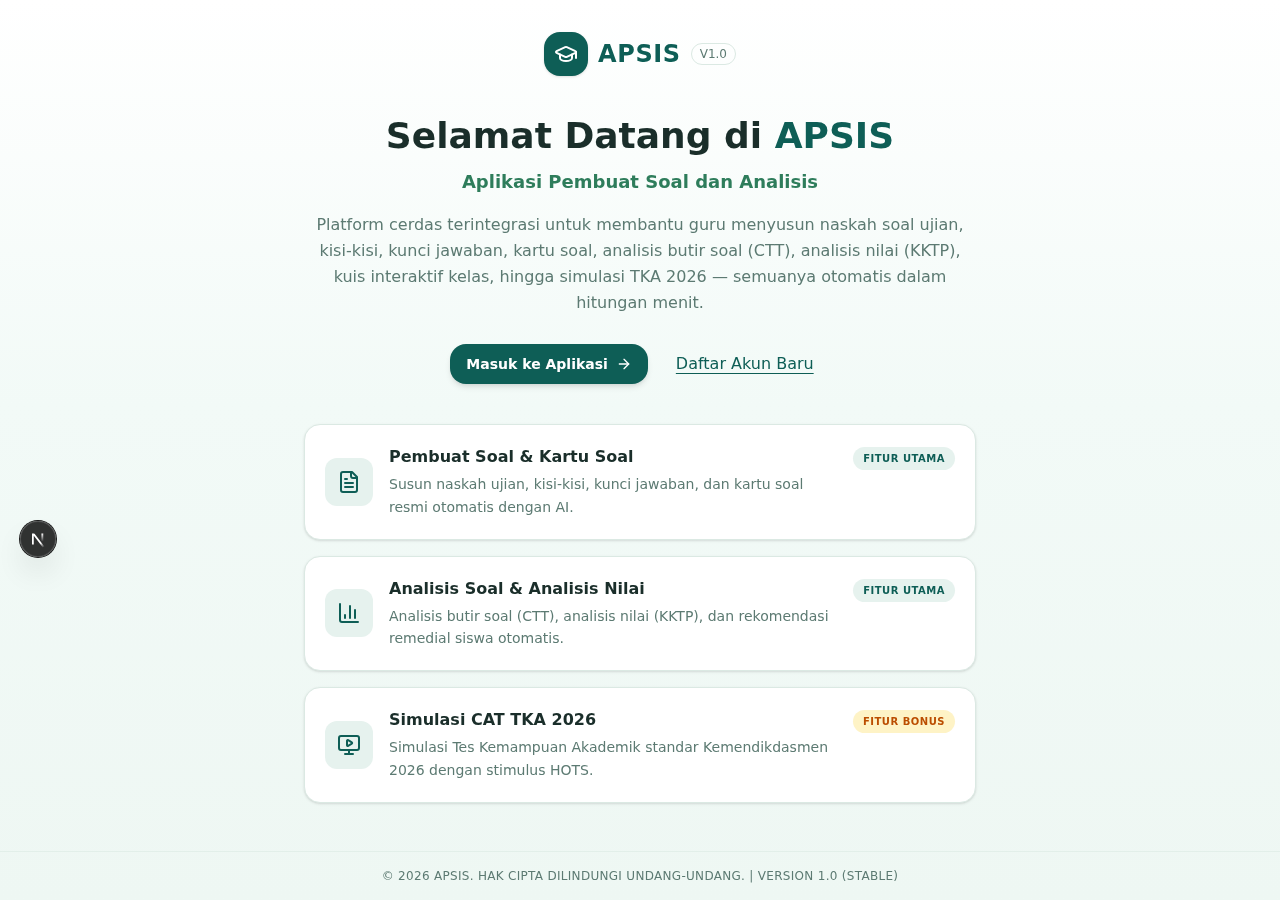 APSIS V1.0
Selamat Datang di APSIS
Aplikasi Pembuat Soal dan Analisis
Platform cerdas terintegrasi untuk membantu guru menyusun naskah soal ujian,
kisi-kisi, kunci jawaban, kartu soal, analisis butir soal (CTT), analisis nilai (KKTP),
kuis interaktif kelas, hingga simulasi TKA 2026 — semuanya otomatis dalam
hitungan menit.
Masuk ke Aplikasi → Daftar Akun Baru
Pembuat Soal & Kartu Soal FITUR UTAMA
Susun naskah ujian, kisi-kisi, kunci jawaban, dan kartu soal
resmi otomatis dengan AI.
N
Analisis Soal & Analisis Nilai FITUR UTAMA
Analisis butir soal (CTT), analisis nilai (KKTP), dan rekomendasi
remedial siswa otomatis.
Simulasi CAT TKA 2026 FITUR BONUS
Simulasi Tes Kemampuan Akademik standar Kemendikdasmen
2026 dengan stimulus HOTS.
© 2026 APSIS. HAK CIPTA DILINDUNGI UNDANG-UNDANG. | VERSION 1.0 (STABLE)